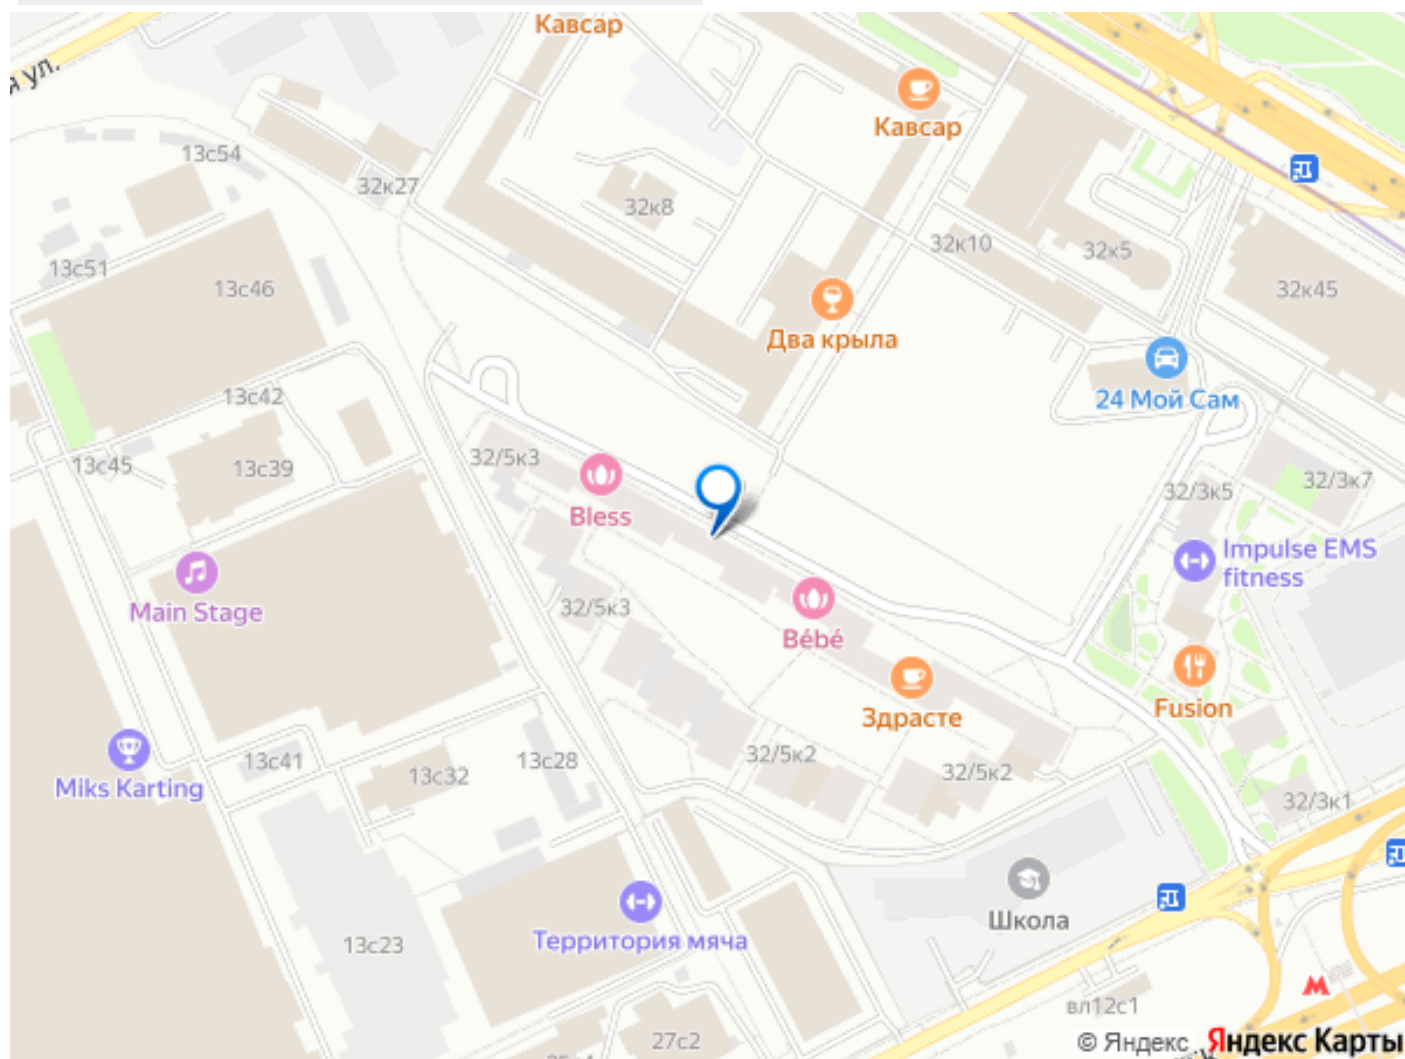 Кавсар
я ул.
Кавсар
13с54
32к27
32к8
32к10
32к5
13с51
13с46
32к45
Два крыла
24 Мой Сам
13с42
13с45
13с39
32/5к3
Bless
32/3к5
32/3к7
Impulse EMS
fitness
Main Stage
32/5к3
Bébé
Здрасте
Fusion
13с41
13с32
13с28
32/5к2
32/5к2
Miks Karting
32/3к1
Школа
13с23
Территория мяча
вл12с1
27с2
© Яндекс Яндекс Карты